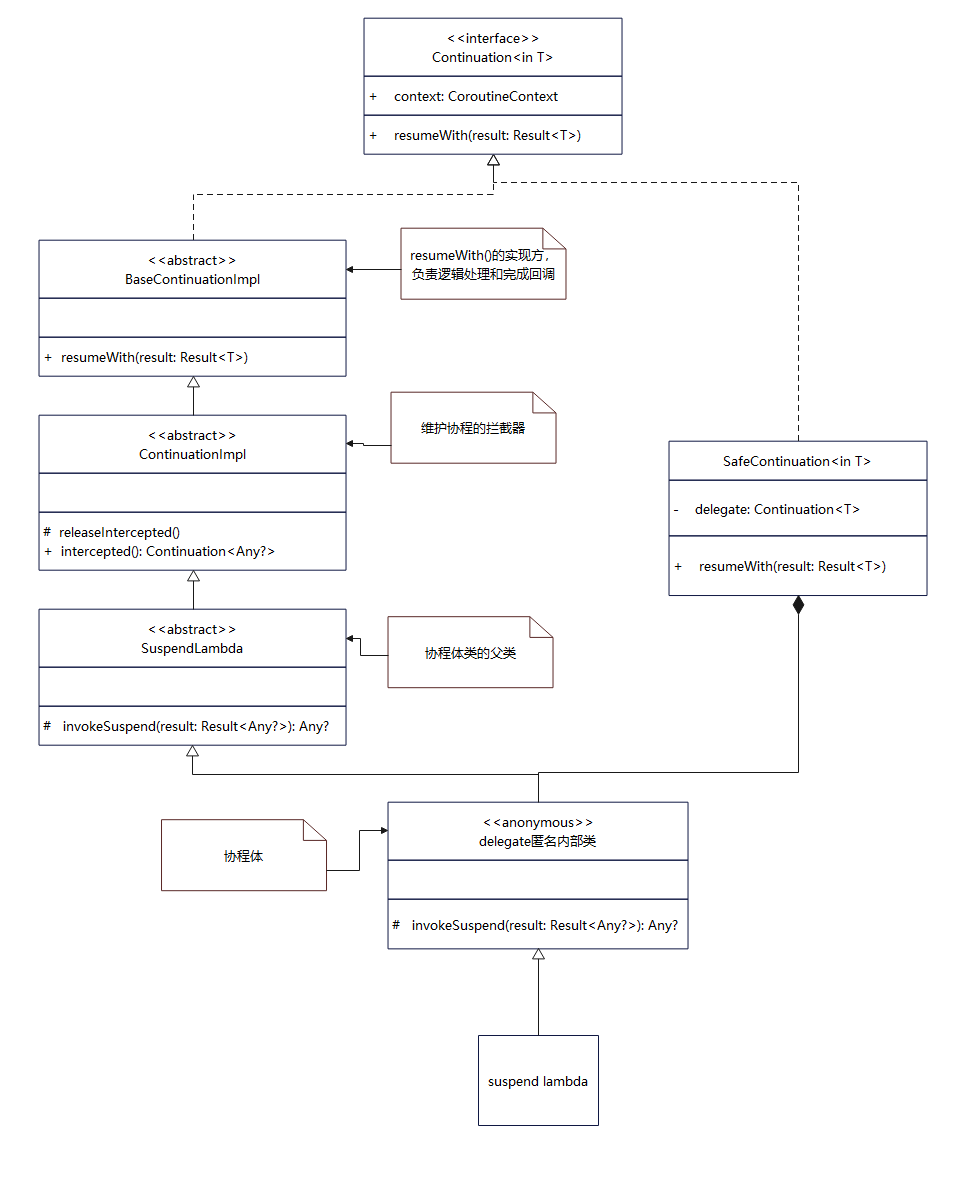 <<interface>>
Continuation<in T>
+ context: CoroutineContext
+ resumeWith(result: Result<T>)
<<abstract>>
BaseContinuationImpl
+ resumeWith(result: Result<T>)
resumeWith()的实现方，
负责逻辑处理和完成回调
<<abstract>>
ContinuationImpl
# releaseIntercepted()
+ intercepted(): Continuation<Any?>
维护协程的拦截器
SafeContinuation<in T>
- delegate: Continuation<T>
+ resumeWith(result: Result<T>)
<<abstract>>
SuspendLambda
# invokeSuspend(result: Result<Any?>): Any?
协程体类的父类
<<anonymous>>
delegate匿名内部类
# invokeSuspend(result: Result<Any?>): Any?
协程体
suspend lambda